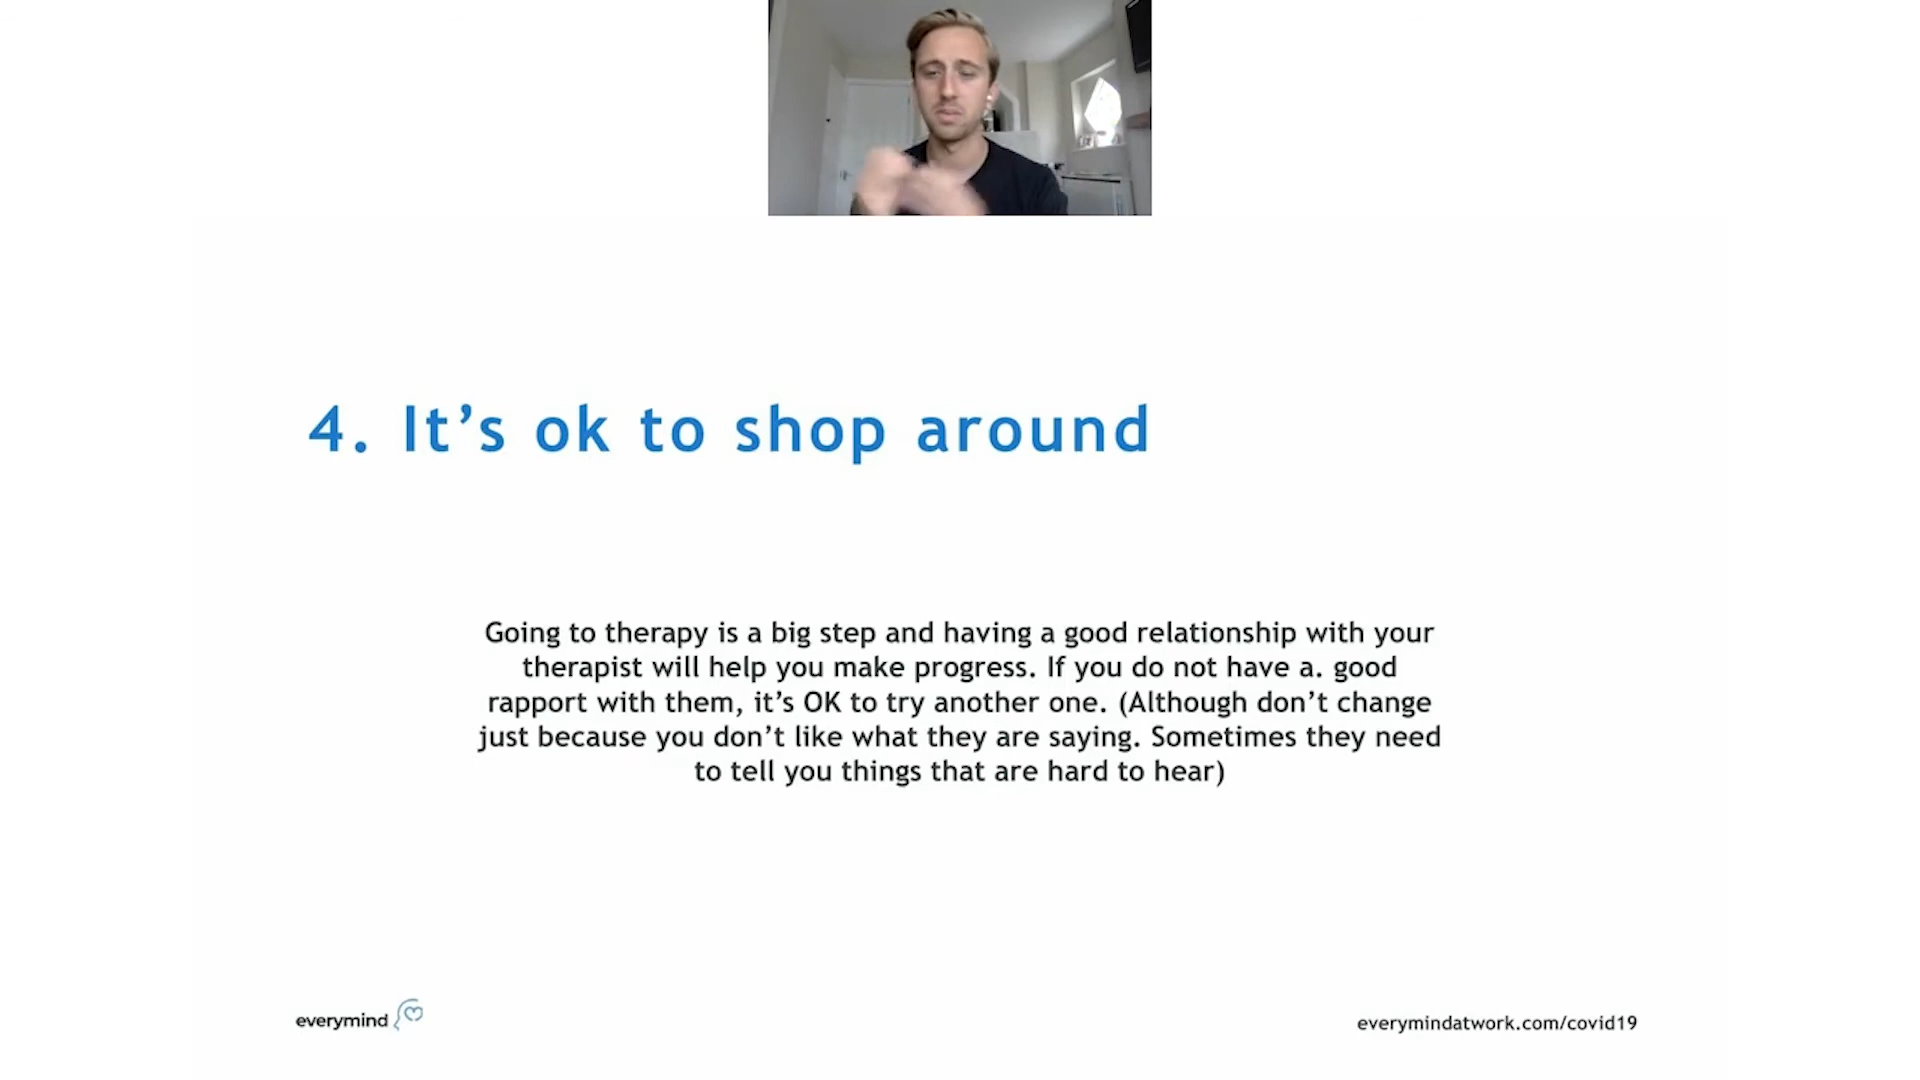 4. It’s ok to shop around
Going to therapy is a big step and having a good relationship with your
therapist will help you make progress. If you do not have a. good
rapport with them, it’s OK to try another one. (Although don’t change
just because you don’t like what they are saying. Sometimes they need
to tell you things that are hard to hear)
everymind
everymindatwork.com/covid19